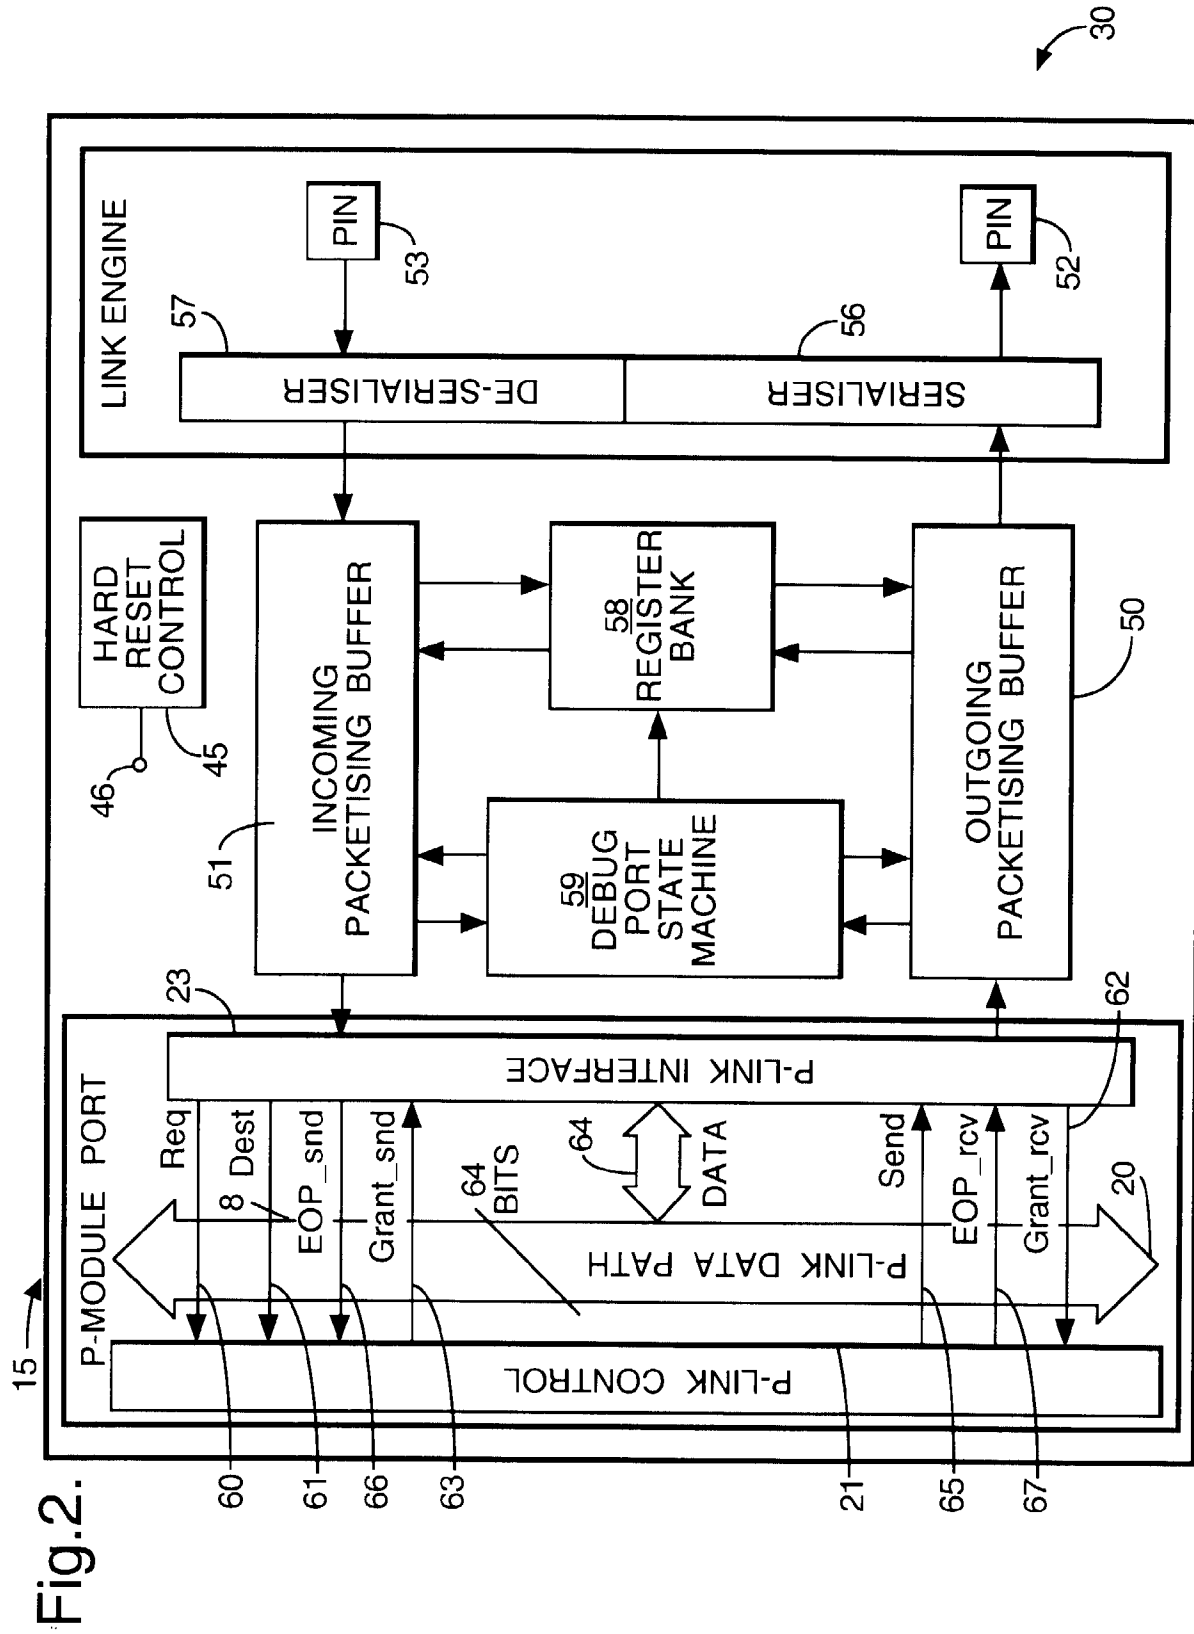 Fig.2.
15
30
P-MODULE PORT
LINK ENGINE
HARD
RESET
CONTROL
45
46
60
61
66
63
21
65
67
P-LINK CONTROL
Req
8
Dest
EOP_snd
Grant_snd
64
BITS
P-LINK DATA PATH
64
DATA
Send
EOP_rcv
Grant_rcv
20
62
23
P-LINK INTERFACE
51
INCOMING
PACKETISING BUFFER
59
DEBUG
PORT
STATE
MACHINE
58
REGISTER
BANK
OUTGOING
PACKETISING BUFFER
50
57
DE-SERIALISER
56
SERIALISER
PIN
53
PIN
52